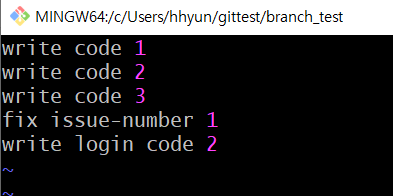 MINGW64:/c/Users/hhyun/gittest/branch_test
write code 1
write code 2
write code 3
fix issue-number 1
write login code 2
~
~